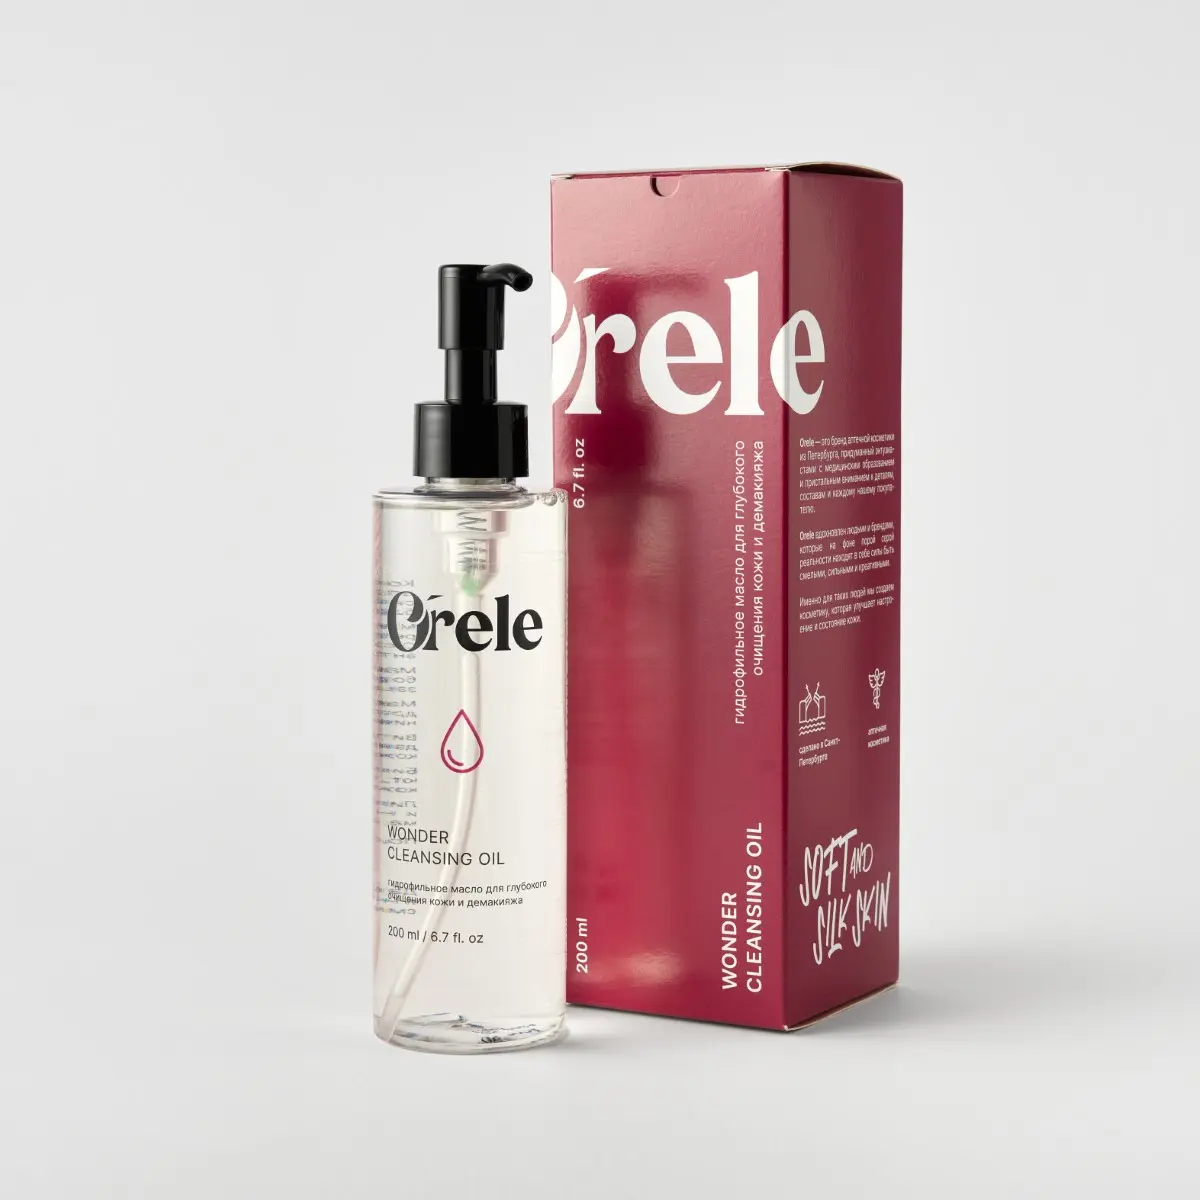 Orele
WONDER
CLEANSING OIL
гидрофильное масло для глубокого
очищения кожи и демакияжа
200 ml / 6.7 fl. oz
Orele
6.7 fl. oz
200 ml
гидрофильное масло для глубокого
очищения кожи и демакияжа
WONDER
CLEANSING OIL
Orele — это бренд аптечной косметики
из Петербурга, придуманный энтузиа-
стами с медицинским образованием
и пристальным вниманием к деталям,
составам и каждому нашему покупа-
телю.
Orele вдохновлен людьми и брендами,
которые на фоне порой серой
реальности находят в себе силы быть
смелыми, сильными и креативными.
Именно для таких людей мы создаем
косметику, которая улучшает настро-
ение и состояние кожи.
сделано в Санкт-
Петербурге
аптечная
косметика
SOFT AND
SILK SKIN